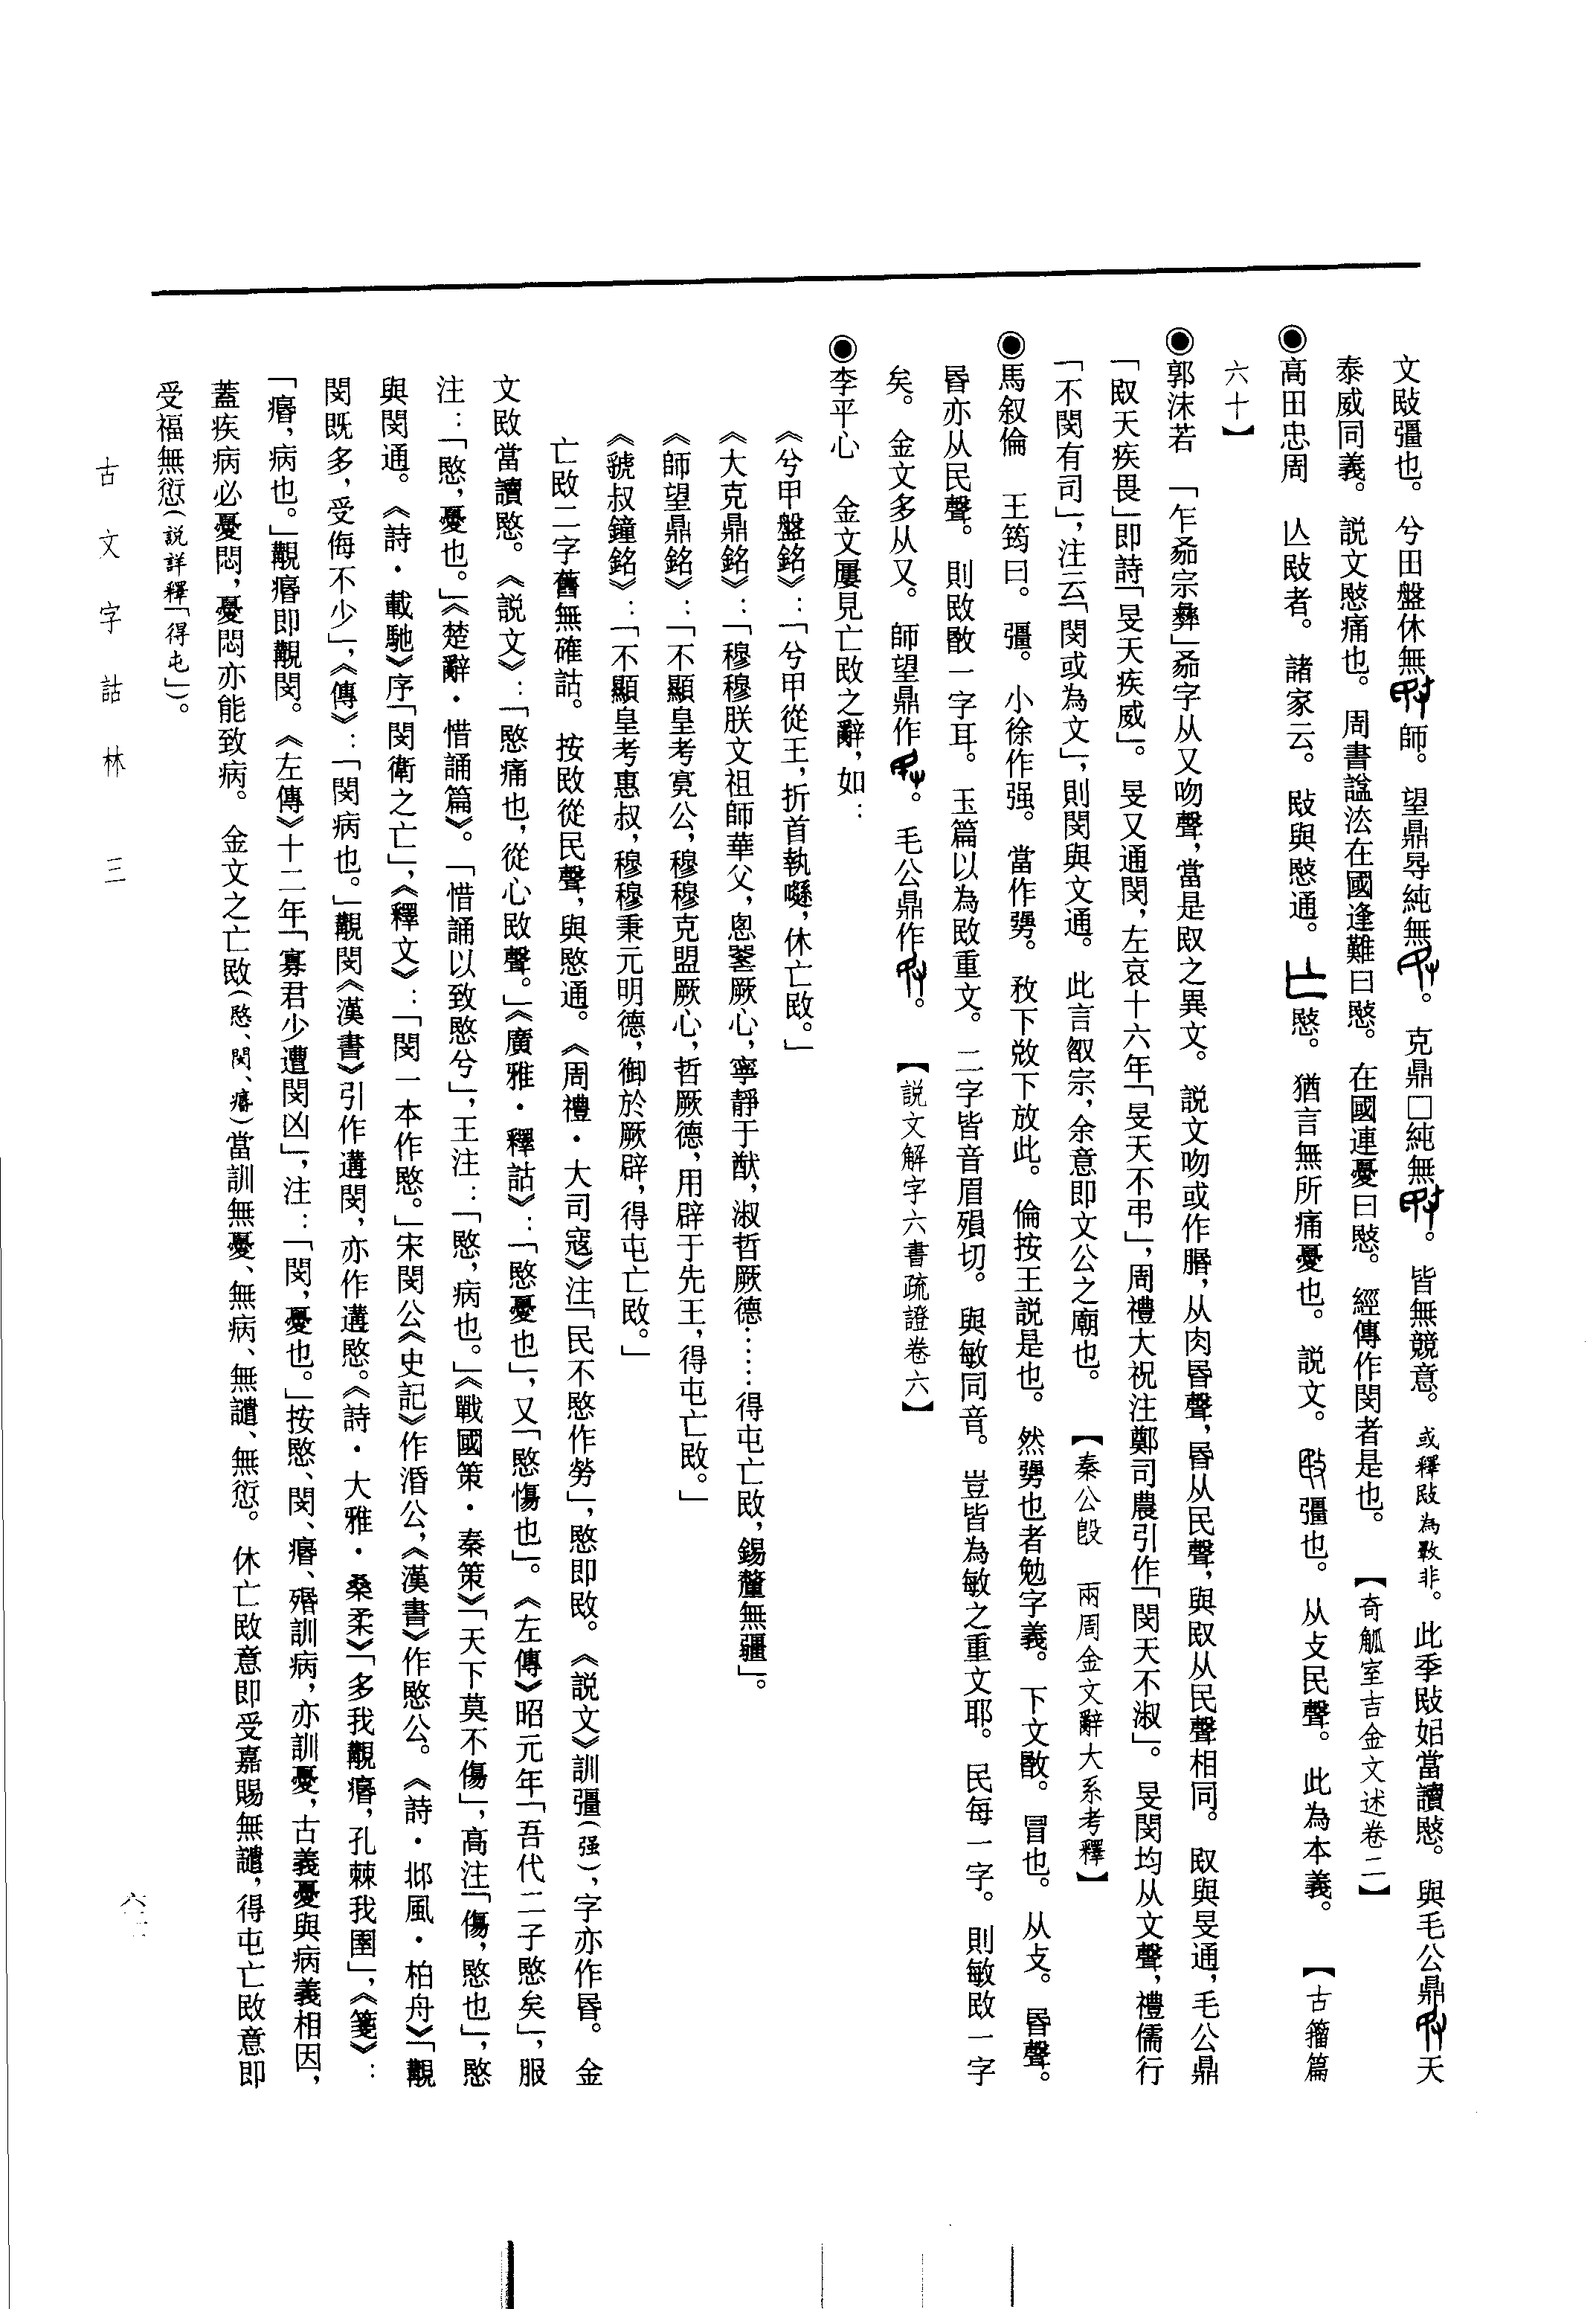 文敃彊也。兮田盤休無師。望鼎㝵純無。克鼎□純無。皆無競意。或釋敃為敄非。此季敃妱當讀愍。與毛公鼎天
泰威同義。説文愍痛也。周書諡法在國逢難曰愍。在國連憂曰愍。經傳作閔者是也。【奇觚室吉金文述卷二】
◉高田忠周 亾敃者。諸家云。敃與愍通。愍。猶言無所痛憂也。説文。彊也。从攴民聲。此為本義。【古籀篇
六十】
◉郭沫若 「乍㕟宗彝」㕟字从又吻聲,當是敃之異文。説文吻或作脗,从肉昬聲,昬从民聲,與敃从民聲相同。敃與旻通,毛公鼎
「敃天疾畏」即詩「旻天疾威」。旻又通閔,左哀十六年「旻天不弔」,周禮大祝注鄭司農引作「閔天不淑」。旻閔均从文聲,禮儒行
「不閔有司」,注云「閔或為文」,則閔與文通。此言㕟宗,余意即文公之廟也。【秦公𣪘 兩周金文辭大系考釋】
◉馬叙倫 王筠曰。彊。小徐作强。當作勥。敄下敚下放此。倫按王説是也。然勥也者勉字義。下文敯。冒也。从攴。昬聲。
昬亦从民聲。則敃敯一字耳。玉篇以為敃重文。二字皆音眉殞切。與敏同音。豈皆為敏之重文耶。民每一字。則敏敃一字
矣。金文多从又。師望鼎作。毛公鼎作。【説文解字六書疏證卷六】
◉李平心 金文屢見亡敃之辭,如:
《兮甲盤銘》:「兮甲從王,折首執嚫,休亡敃。」
《大克鼎銘》:「穆穆朕文祖師華父,悤𧶠厥心,寧靜于猷,淑哲厥德……得屯亡敃,錫釐無疆」。
《師望鼎銘》:「不顯皇考寛公,穆穆克盟厥心,哲厥德,用辟于先王,得屯亡敃。」
《虢叔鐘銘》:「不顯皇考惠叔,穆穆秉元明德,御於厥辟,得屯亡敃。」
亡敃二字舊無確詁。按敃從民聲,與愍通。《周禮・大司寇》注「民不愍作勞」,愍即敃。《説文》訓彊(强),字亦作昬。金
文敃當讀愍。《説文》:「愍痛也,從心敃聲。」《廣雅・釋詁》:「愍憂也」,又「愍傷也」。《左傳》昭元年「吾代二子愍矣」,服
注:「愍,憂也。」《楚辭・惜誦篇》。「惜誦以致愍兮」,王注:「愍,病也。」《戰國策・秦策》「天下莫不傷」,高注「傷,愍也」,愍
與閔通。《詩・載馳》序「閔衛之亡」,《釋文》:「閔一本作愍。」宋閔公《史記》作湣公,《漢書》作愍公。《詩・邶風・柏舟》「覯
閔既多,受侮不少」,《傳》:「閔病也。」覯閔《漢書》引作遘閔,亦作遘愍。《詩・大雅・桑柔》「多我覯痻,孔棘我圉」,《箋》:
「痻,病也。」覯痻即覯閔。《左傳》十二年「寡君少遭閔凶」,注:「閔,憂也。」按愍、閔、痻、殙訓病,亦訓憂,古義憂與病義相因,
蓋疾病必憂悶,憂悶亦能致病。金文之亡敃(愍、閔、痻)當訓無憂、無病、無譴、無愆。休亡敃意即受嘉賜無譴,得屯亡敃意即
受福無愆(説詳釋「得屯」)。
古文字詁林 三